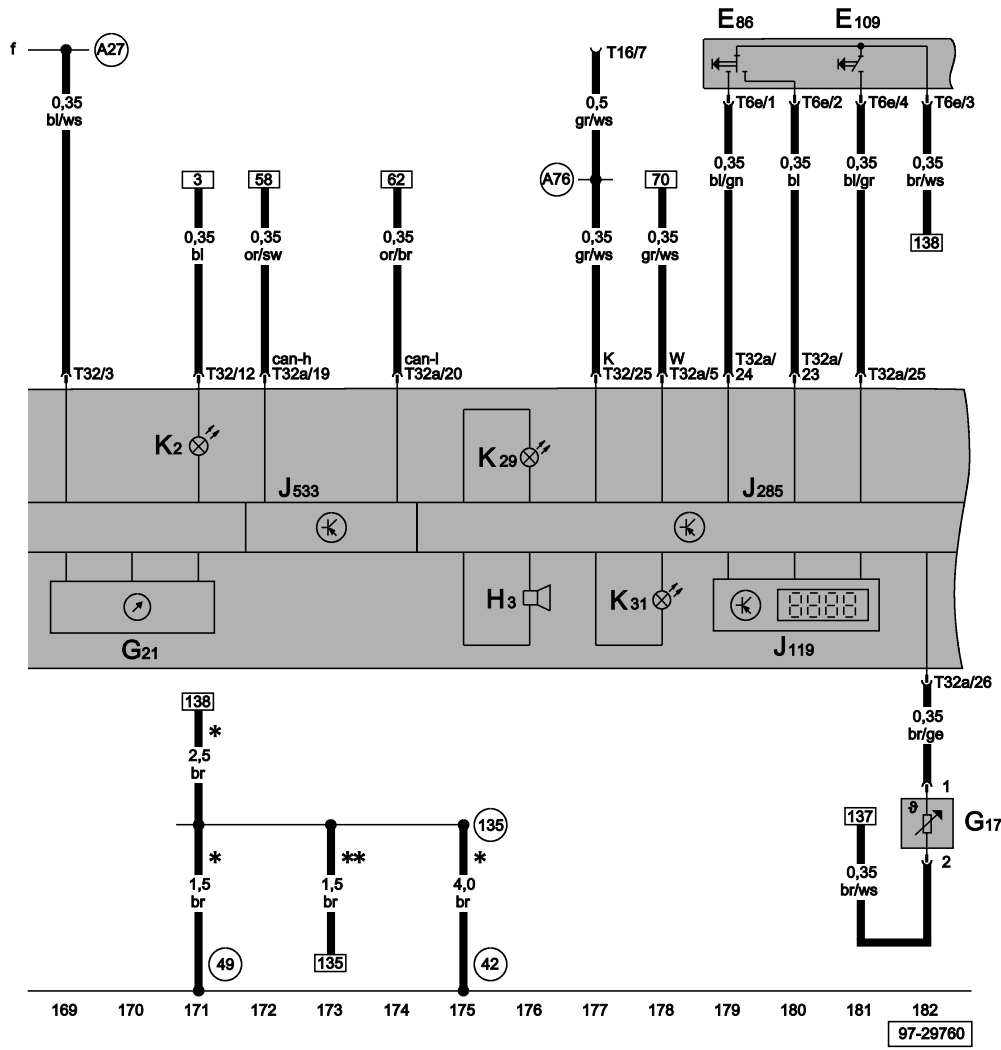 E86 E109
f A27 T16/7
T6e/1 T6e/2 T6e/4 T6e/3
0,35 bl/ws
0,5 gr/ws
0,35 bl/gn
0,35 bl
0,35 bl/gr
0,35 br/ws
3 58 62 A76 70
138
0,35 bl
0,35 or/sw
0,35 or/br
0,35 gr/ws
0,35 gr/ws
can-h can-l K W T32a/ T32a/
T32/3 T32/12 T32a/19 T32a/20 T32/25 T32a/5 24 23 T32a/25
K2 K29
J533 J285
H3 K31
G21 J119
T32a/26
138
*
0,35 br/ge
2,5 br
1
135 137 ϑ G17
* ** *
2
1,5 br
1,5 br
4,0 br
0,35 br/ws
49 135 42
169 170 171 172 173 174 175 176 177 178 179 180 181 182
97-29760